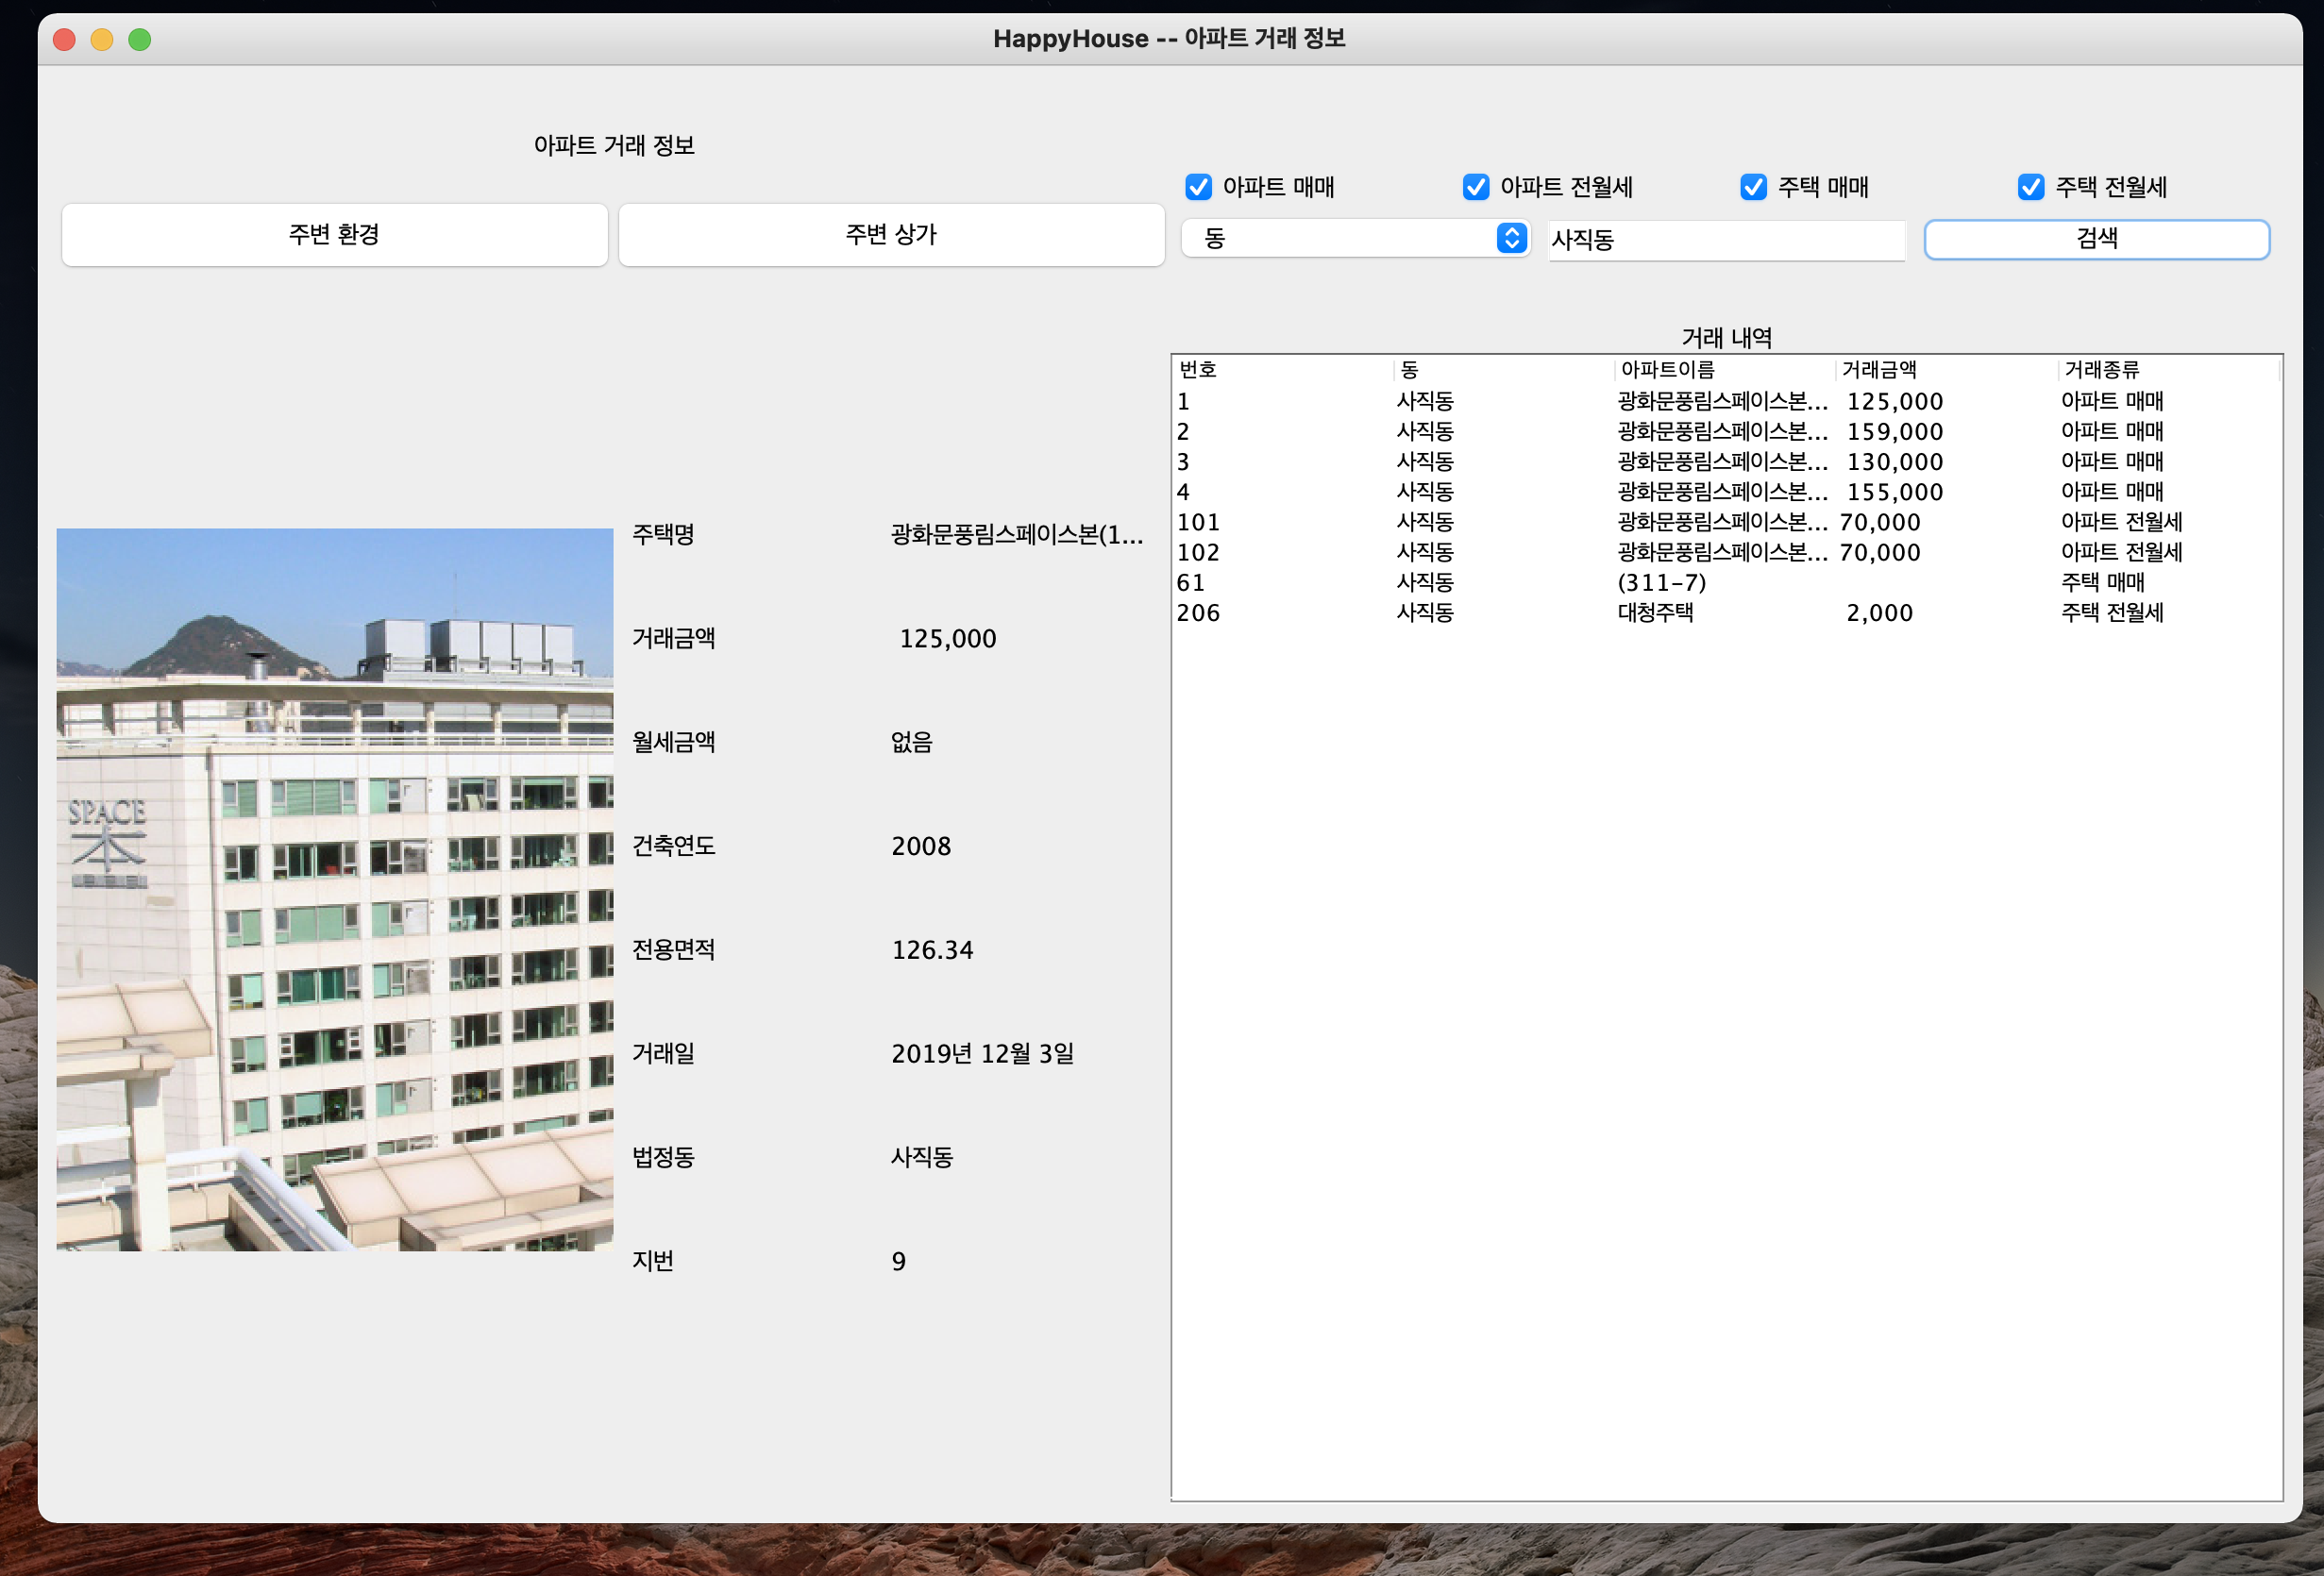 HappyHouse -- 아파트 거래 정보
아파트 거래 정보
주변 환경 주변 상가
아파트 매매 아파트 전월세 주택 매매 주택 전월세
동 사직동 검색
거래 내역
번호 동 아파트이름 거래금액 거래종류
1 사직동 광화문풍림스페이스본... 125,000 아파트 매매
2 사직동 광화문풍림스페이스본... 159,000 아파트 매매
3 사직동 광화문풍림스페이스본... 130,000 아파트 매매
4 사직동 광화문풍림스페이스본... 155,000 아파트 매매
101 사직동 광화문풍림스페이스본... 70,000 아파트 전월세
102 사직동 광화문풍림스페이스본... 70,000 아파트 전월세
61 사직동 (311-7) 주택 매매
206 사직동 대청주택 2,000 주택 전월세
주택명 광화문풍림스페이스본(1...
거래금액 125,000
월세금액 없음
건축연도 2008
전용면적 126.34
거래일 2019년 12월 3일
법정동 사직동
지번 9
SPACE
本